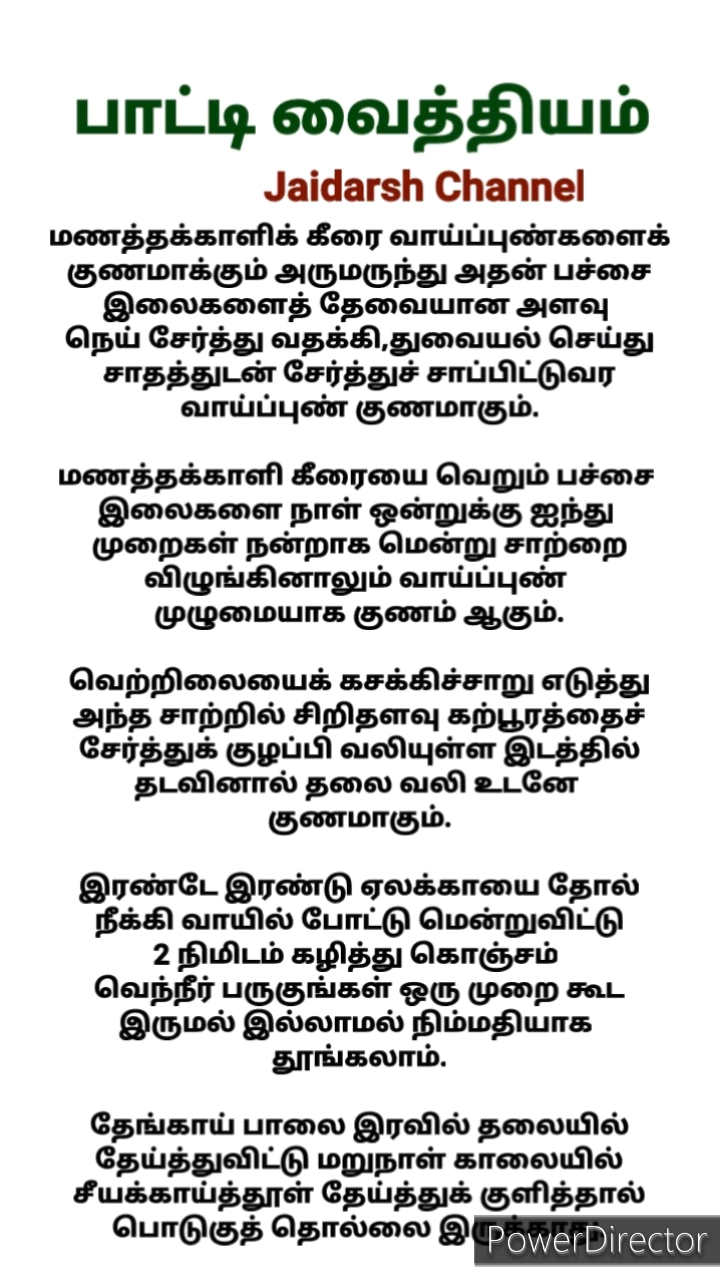 பாட்டி வைத்தியம்
Jaidarsh Channel
மணத்தக்காளிக் கீரை வாய்ப்புண்களைக்
குணமாக்கும் அருமருந்து அதன் பச்சை
இலைகளைத் தேவையான அளவு
நெய் சேர்த்து வதக்கி,துவையல் செய்து
சாதத்துடன் சேர்த்துச் சாப்பிட்டுவர
வாய்ப்புண் குணமாகும்.
மணத்தக்காளி கீரையை வெறும் பச்சை
இலைகளை நாள் ஒன்றுக்கு ஐந்து
முறைகள் நன்றாக மென்று சாற்றை
விழுங்கினாலும் வாய்ப்புண்
முழுமையாக குணம் ஆகும்.
வெற்றிலையைக் கசக்கிச்சாறு எடுத்து
அந்த சாற்றில் சிறிதளவு கற்பூரத்தைச்
சேர்த்துக் குழப்பி வலியுள்ள இடத்தில்
தடவினால் தலை வலி உடனே
குணமாகும்.
இரண்டே இரண்டு ஏலக்காயை தோல்
நீக்கி வாயில் போட்டு மென்றுவிட்டு
2 நிமிடம் கழித்து கொஞ்சம்
வெந்நீர் பருகுங்கள் ஒரு முறை கூட
இருமல் இல்லாமல் நிம்மதியாக
தூங்கலாம்.
தேங்காய் பாலை இரவில் தலையில்
தேய்த்துவிட்டு மறுநாள் காலையில்
சீயக்காய்த்தூள் தேய்த்துக் குளித்தால்
பொடுகுத் தொல்லை
PowerDirector